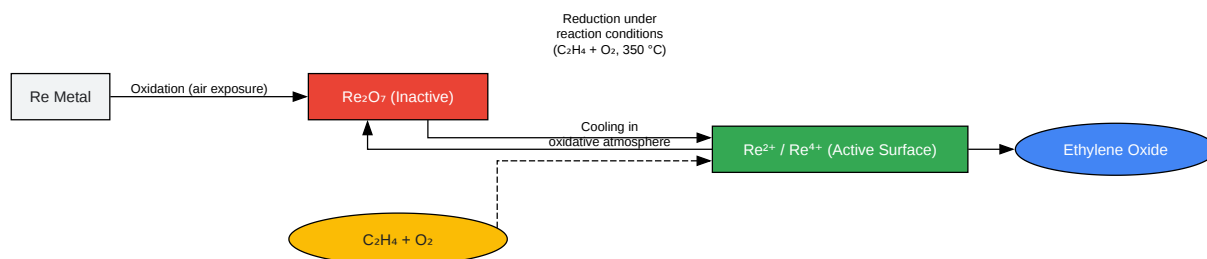 Reduction under
reaction conditions
(C₂H₄ + O₂, 350 °C)
Re Metal
Oxidation (air exposure)
Re₂O₇ (Inactive)
Cooling in
oxidative atmosphere
Re²⁺ / Re⁴⁺ (Active Surface)
Ethylene Oxide
C₂H₄ + O₂